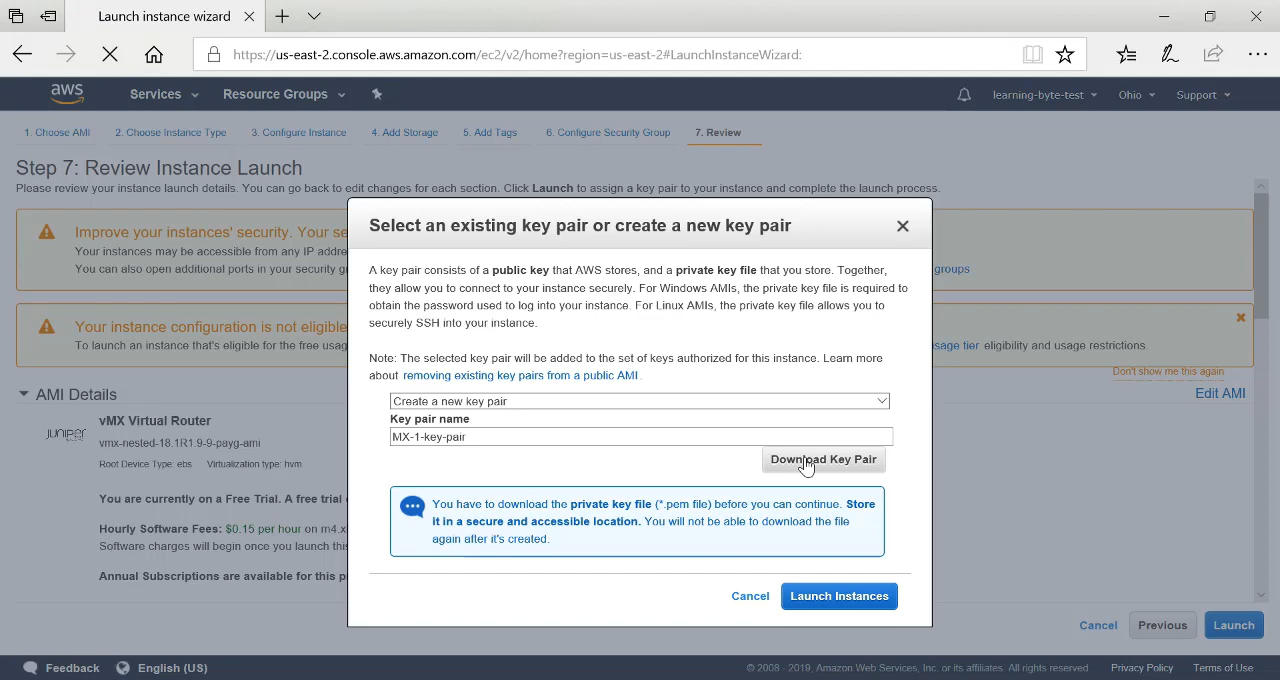 Launch instance wizard
https://us-east-2.console.aws.amazon.com/ec2/v2/home?region=us-east-2#LaunchInstanceWizard:
aws Services Resource Groups learning-byte-test Ohio Support
1. Choose AMI 2. Choose Instance Type 3. Configure Instance 4. Add Storage 5. Add Tags 6. Configure Security Group 7. Review
Step 7: Review Instance Launch
Please review your instance launch details. You can go back to edit changes for each section. Click Launch to assign a key pair to your instance and complete the launch process.
Improve your instances' security. Your se
Your instances may be accessible from any IP addre
You can also open additional ports in your security gr
groups
Your instance configuration is not eligible
To launch an instance that's eligible for the free usag
sage tier eligibility and usage restrictions.
Don't show me this again
AMI Details
Edit AMI
vMX Virtual Router
JUNIPER
vmx-nested-18.1R1.9-9-payg-ami
Root Device Type: ebs Virtualization type: hvm
You are currently on a Free Trial. A free trial
Hourly Software Fees: $0.15 per hour on m4.x
Software charges will begin once you launch this
Annual Subscriptions are available for this p
Select an existing key pair or create a new key pair
A key pair consists of a public key that AWS stores, and a private key file that you store. Together,
they allow you to connect to your instance securely. For Windows AMIs, the private key file is required to
obtain the password used to log into your instance. For Linux AMIs, the private key file allows you to
securely SSH into your instance.
Note: The selected key pair will be added to the set of keys authorized for this instance. Learn more
about removing existing key pairs from a public AMI.
Create a new key pair
Key pair name
MX-1-key-pair
Download Key Pair
You have to download the private key file (*.pem file) before you can continue. Store
it in a secure and accessible location. You will not be able to download the file
again after it's created.
Cancel Launch Instances
Cancel Previous Launch
Feedback English (US) © 2008 - 2019, Amazon Web Services, Inc. or its affiliates. All rights reserved. Privacy Policy Terms of Use